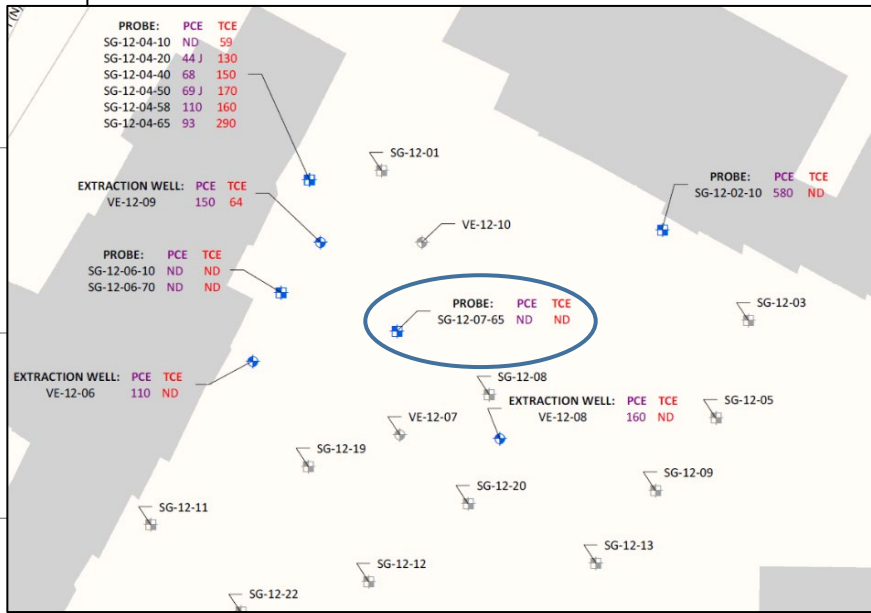 (N)
PROBE: PCE TCE
SG-12-04-10 ND 59
SG-12-04-20 44 J 130
SG-12-04-40 68 150
SG-12-04-50 69 J 170
SG-12-04-58 110 160
SG-12-04-65 93 290
SG-12-01
PROBE: PCE TCE
SG-12-02-10 580 ND
EXTRACTION WELL: PCE TCE
VE-12-09 150 64
VE-12-10
PROBE: PCE TCE
SG-12-06-10 ND ND
SG-12-06-70 ND ND
PROBE: PCE TCE
SG-12-07-65 ND ND
SG-12-03
EXTRACTION WELL: PCE TCE
VE-12-06 110 ND
SG-12-08
EXTRACTION WELL: PCE TCE
VE-12-08 160 ND
SG-12-05
VE-12-07
SG-12-19
SG-12-09
SG-12-20
SG-12-11
SG-12-13
SG-12-12
SG-12-22